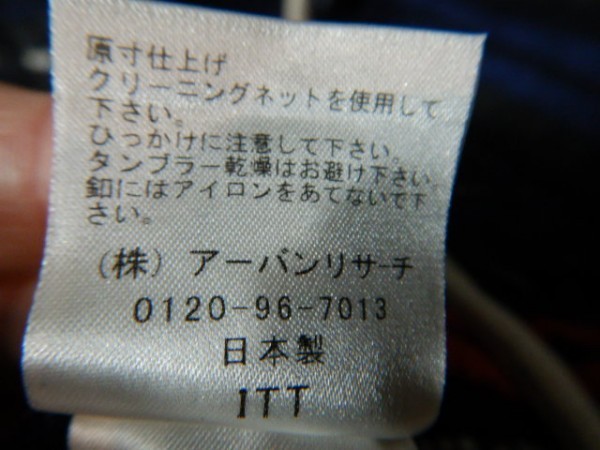 原寸仕上げ
クリーニングネットを使用して
下さい。
ひっかけに注意して下さい。
タンブラー乾燥はお避け下さい。
釦にはアイロンをあてないで下
さい。
（株）アーバンリサーチ
0120-96-7013
日本製
ITT